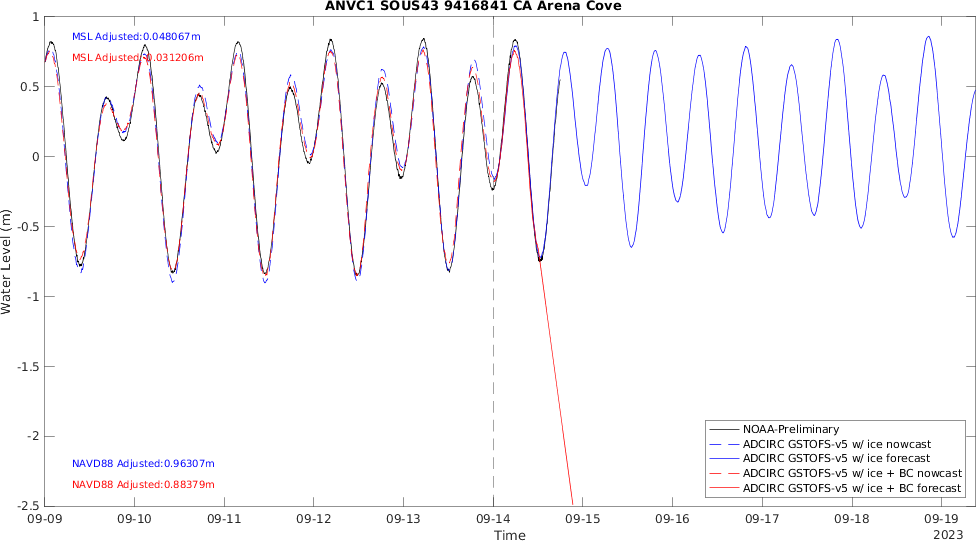 ANVC1 SOUS43 9416841 CA Arena Cove
MSL Adjusted:0.048067m
MSL Adjusted:-0.031206m
NAVD88 Adjusted:0.96307m
NAVD88 Adjusted:0.88379m
Water Level (m)
1
0.5
0
-0.5
-1
-1.5
-2
-2.5
NOAA-Preliminary
ADCIRC GSTOFS-v5 w/ ice nowcast
ADCIRC GSTOFS-v5 w/ ice forecast
ADCIRC GSTOFS-v5 w/ ice + BC nowcast
ADCIRC GSTOFS-v5 w/ ice + BC forecast
09-09 09-10 09-11 09-12 09-13 09-14 09-15 09-16 09-17 09-18 09-19
Time
2023